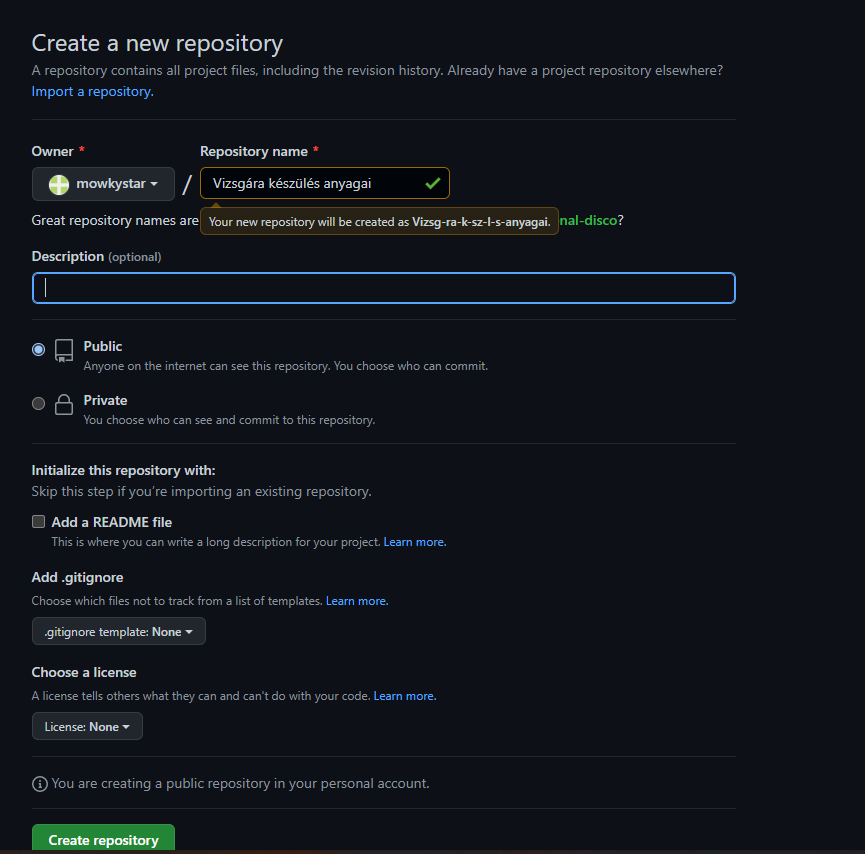 Create a new repository
A repository contains all project files, including the revision history. Already have a project repository elsewhere?
Import a repository.
Owner *
Repository name *
mowkystar
/
Vizsgára készülés anyagai
Great repository names are
Your new repository will be created as Vizsg-ra-k-sz-l-s-anyagai.
nal-disco?
Description (optional)
Public
Anyone on the internet can see this repository. You choose who can commit.
Private
You choose who can see and commit to this repository.
Initialize this repository with:
Skip this step if you're importing an existing repository.
Add a README file
This is where you can write a long description for your project. Learn more.
Add .gitignore
Choose which files not to track from a list of templates. Learn more.
.gitignore template: None
Choose a license
A license tells others what they can and can't do with your code. Learn more.
License: None
You are creating a public repository in your personal account.
Create repository